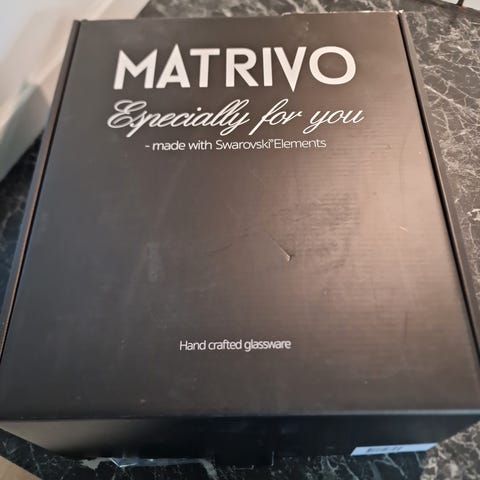 MATRIVO
Especially for you
- made with Swarovski® Elements
Hand crafted glassware